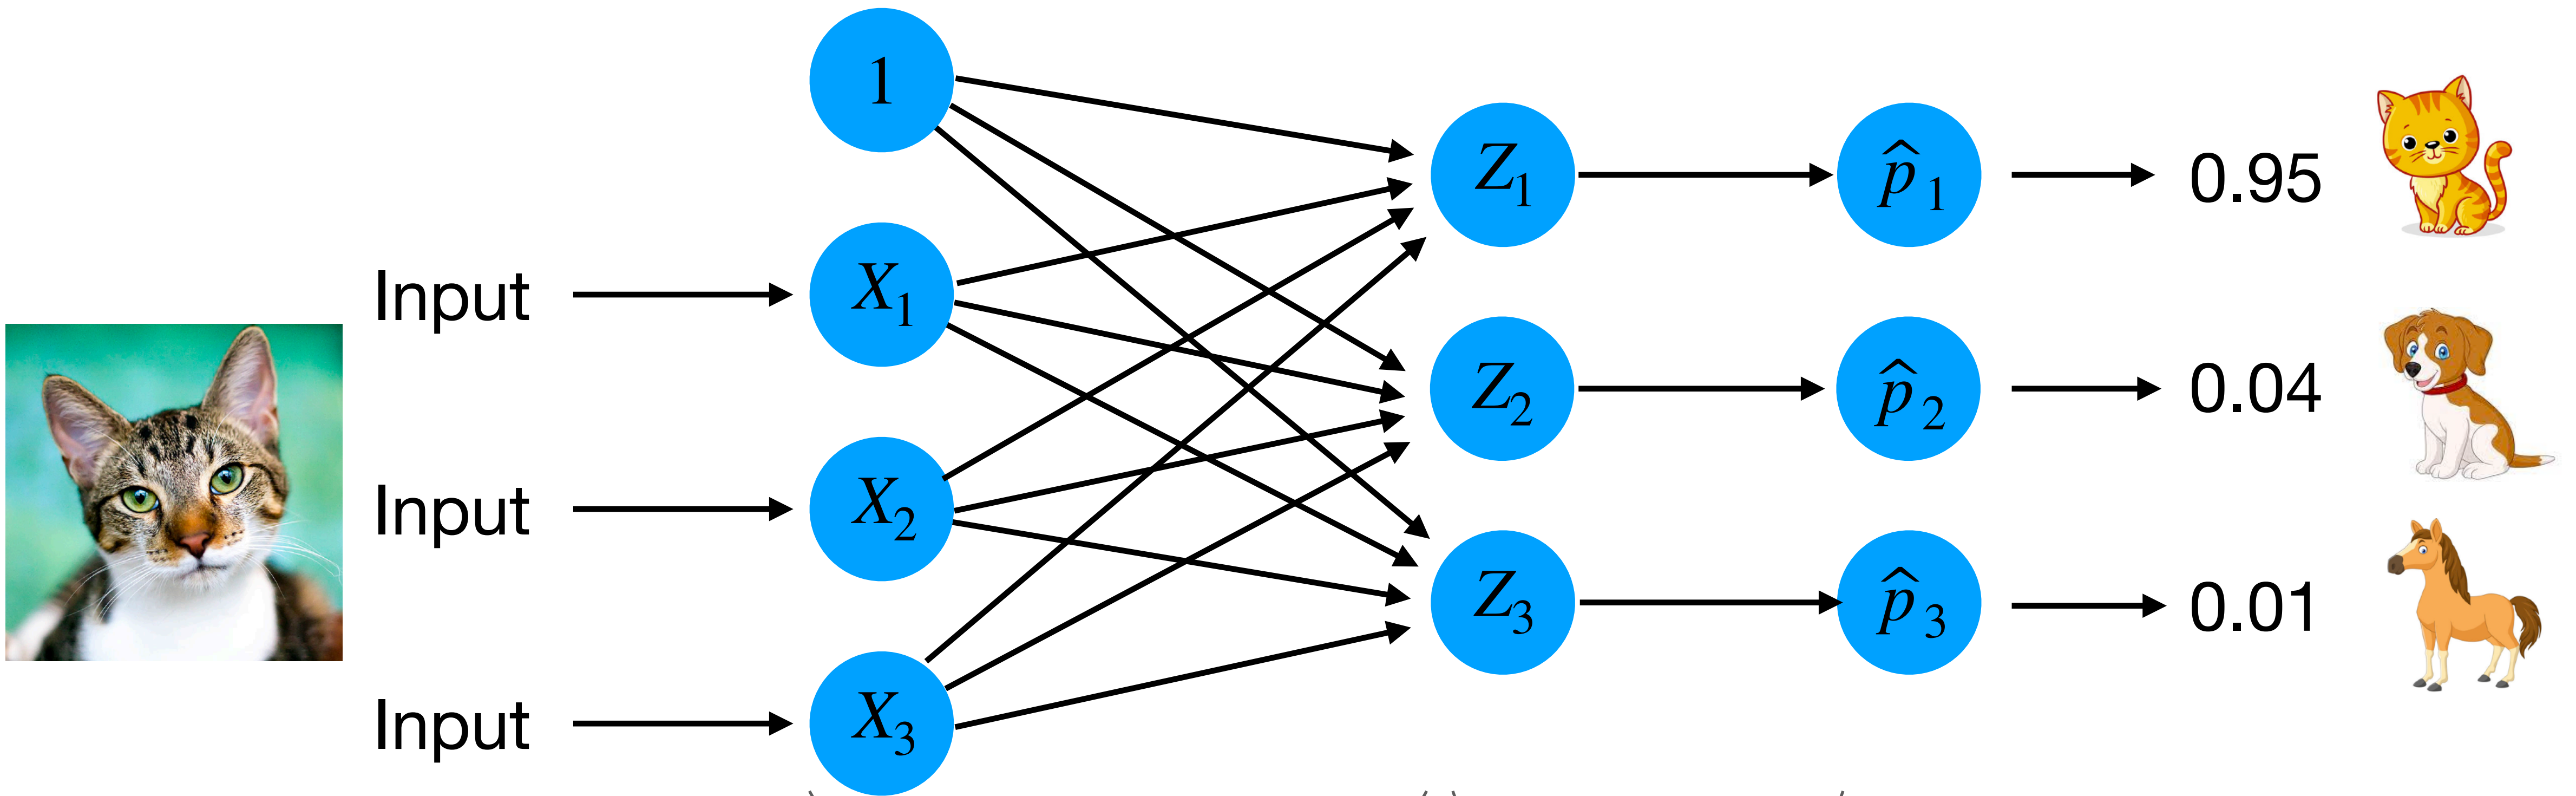 1
Z₁ p̂₁ 0.95
Input X₁
Z₂ p̂₂ 0.04
Input X₂
Z₃ p̂₃ 0.01
Input X₃